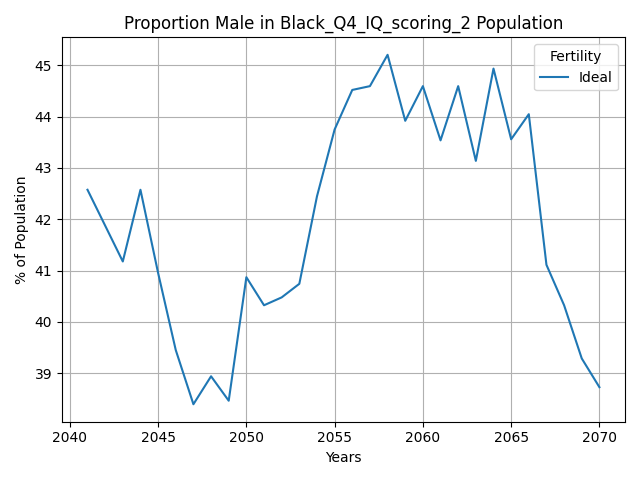 Proportion Male in Black_Q4_IQ_scoring_2 Population
Fertility
Ideal
% of Population
45
44
43
42
41
40
39
2040 2045 2050 2055 2060 2065 2070
Years